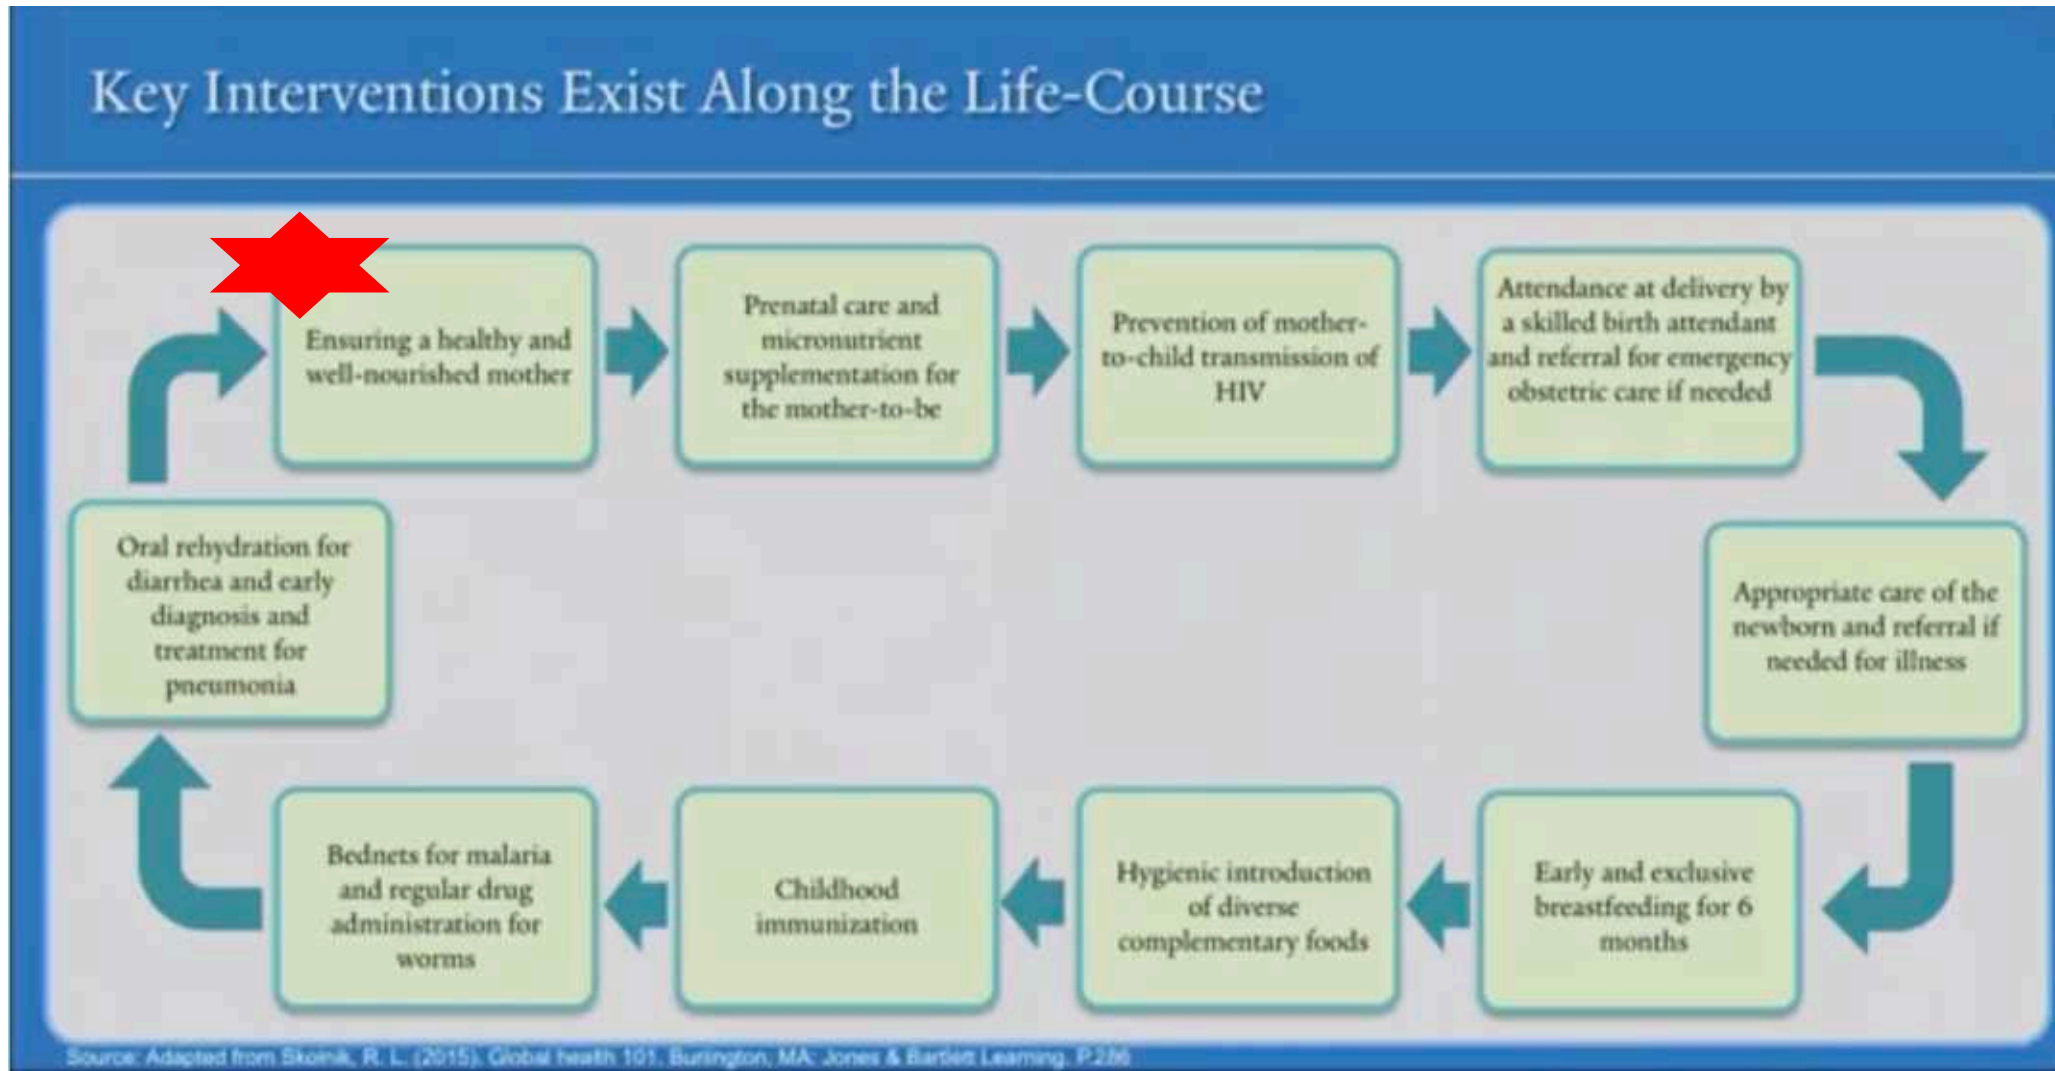 Key Interventions Exist Along the Life-Course
Ensuring a healthy and
well-nourished mother
Prenatal care and
micronutrient
supplementation for
the mother-to-be
Prevention of mother-
to-child transmission of
HIV
Attendance at delivery by
a skilled birth attendant
and referral for emergency
obstetric care if needed
Appropriate care of the
newborn and referral if
needed for illness
Early and exclusive
breastfeeding for 6
months
Hygienic introduction
of diverse
complementary foods
Childhood
immunization
Bednets for malaria
and regular drug
administration for
worms
Oral rehydration for
diarrhea and early
diagnosis and
treatment for
pneumonia
Source: Adapted from Skolnik, R. L. (2015). Global health 101. Burlington, MA: Jones & Bartlett Learning. P.286